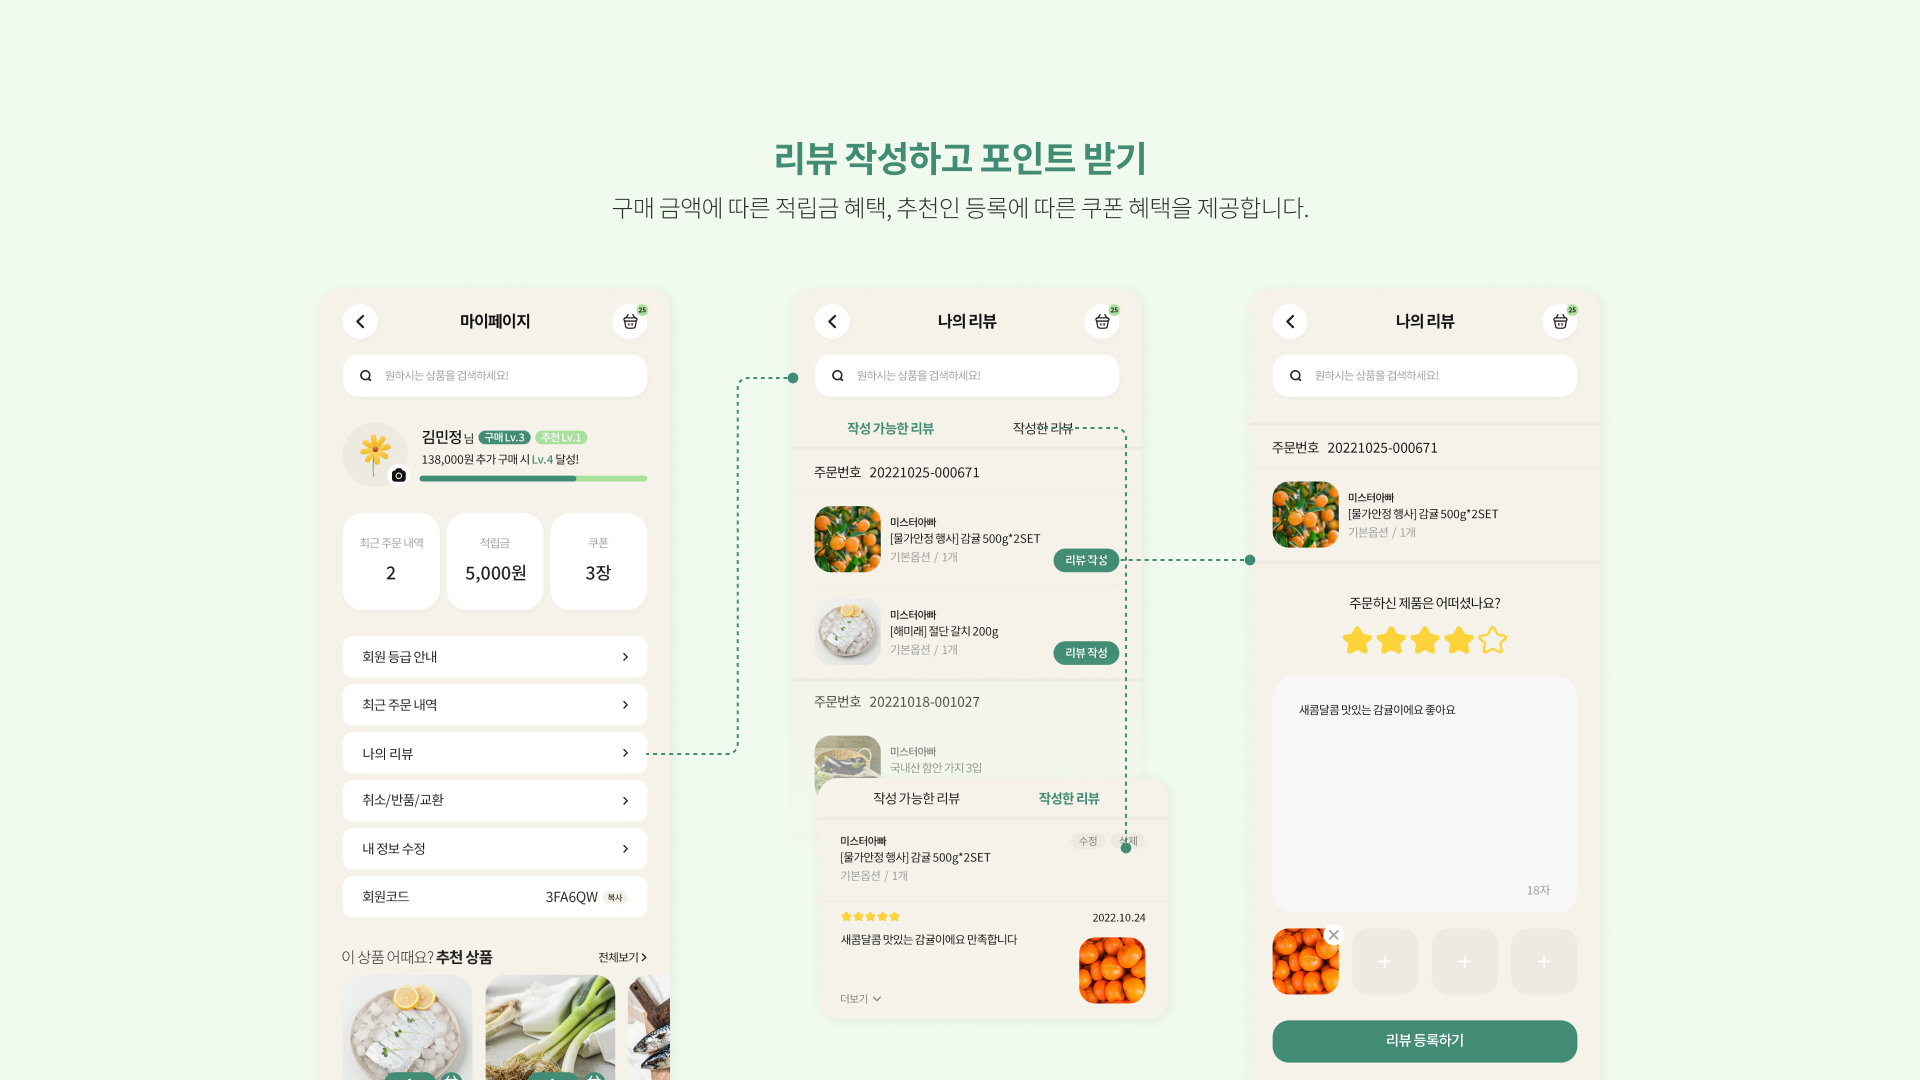 리뷰 작성하고 포인트 받기
구매 금액에 따른 적립금 혜택, 추천인 등록에 따른 쿠폰 혜택을 제공합니다.
마이페이지
25
원하시는 상품을 검색하세요!
김민정 님 구매 Lv.3 추천 Lv.1
138,000원 추가 구매 시 Lv.4 달성!
최근 주문 내역
2
적립금
5,000원
쿠폰
3장
회원 등급 안내
최근 주문 내역
나의 리뷰
취소/반품/교환
내 정보 수정
회원코드 3FA6QW 복사
이 상품 어때요? 추천 상품 전체보기
나의 리뷰
25
원하시는 상품을 검색하세요!
작성 가능한 리뷰 작성한 리뷰
주문번호 20221025-000671
미스터아빠
[물가안정 행사] 감귤 500g*2SET
기본옵션 / 1개
리뷰 작성
미스터아빠
[해미래] 절단 갈치 200g
기본옵션 / 1개
리뷰 작성
주문번호 20221018-001027
미스터아빠
국내산 함안 가지 3입
작성 가능한 리뷰 작성한 리뷰
미스터아빠 수정 삭제
[물가안정 행사] 감귤 500g*2SET
기본옵션 / 1개
2022.10.24
새콤달콤 맛있는 감귤이에요 만족합니다
더보기
나의 리뷰
25
원하시는 상품을 검색하세요!
주문번호 20221025-000671
미스터아빠
[물가안정 행사] 감귤 500g*2SET
기본옵션 / 1개
주문하신 제품은 어떠셨나요?
새콤달콤 맛있는 감귤이에요 좋아요
18자
리뷰 등록하기